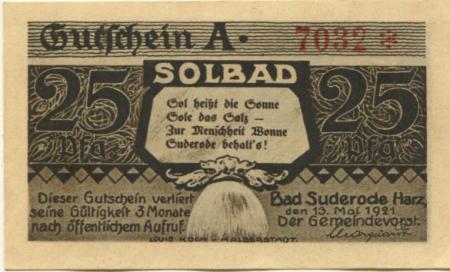 Gutschein A. 7032 *
SOLBAD
25 Pfg
25 Pfg
Sol heißt die Sonne
Sole das Salz –
Zur Menschheit Wonne
Suderode behalt's!
Dieser Gutschein verliert
seine Gültigkeit 3 Monate
nach öffentlichem Aufruf.
Bad Suderode Harz,
den 13. Mai 1921
Der Gemeindevorst.
LOUIS KOCH – HALBERSTADT.